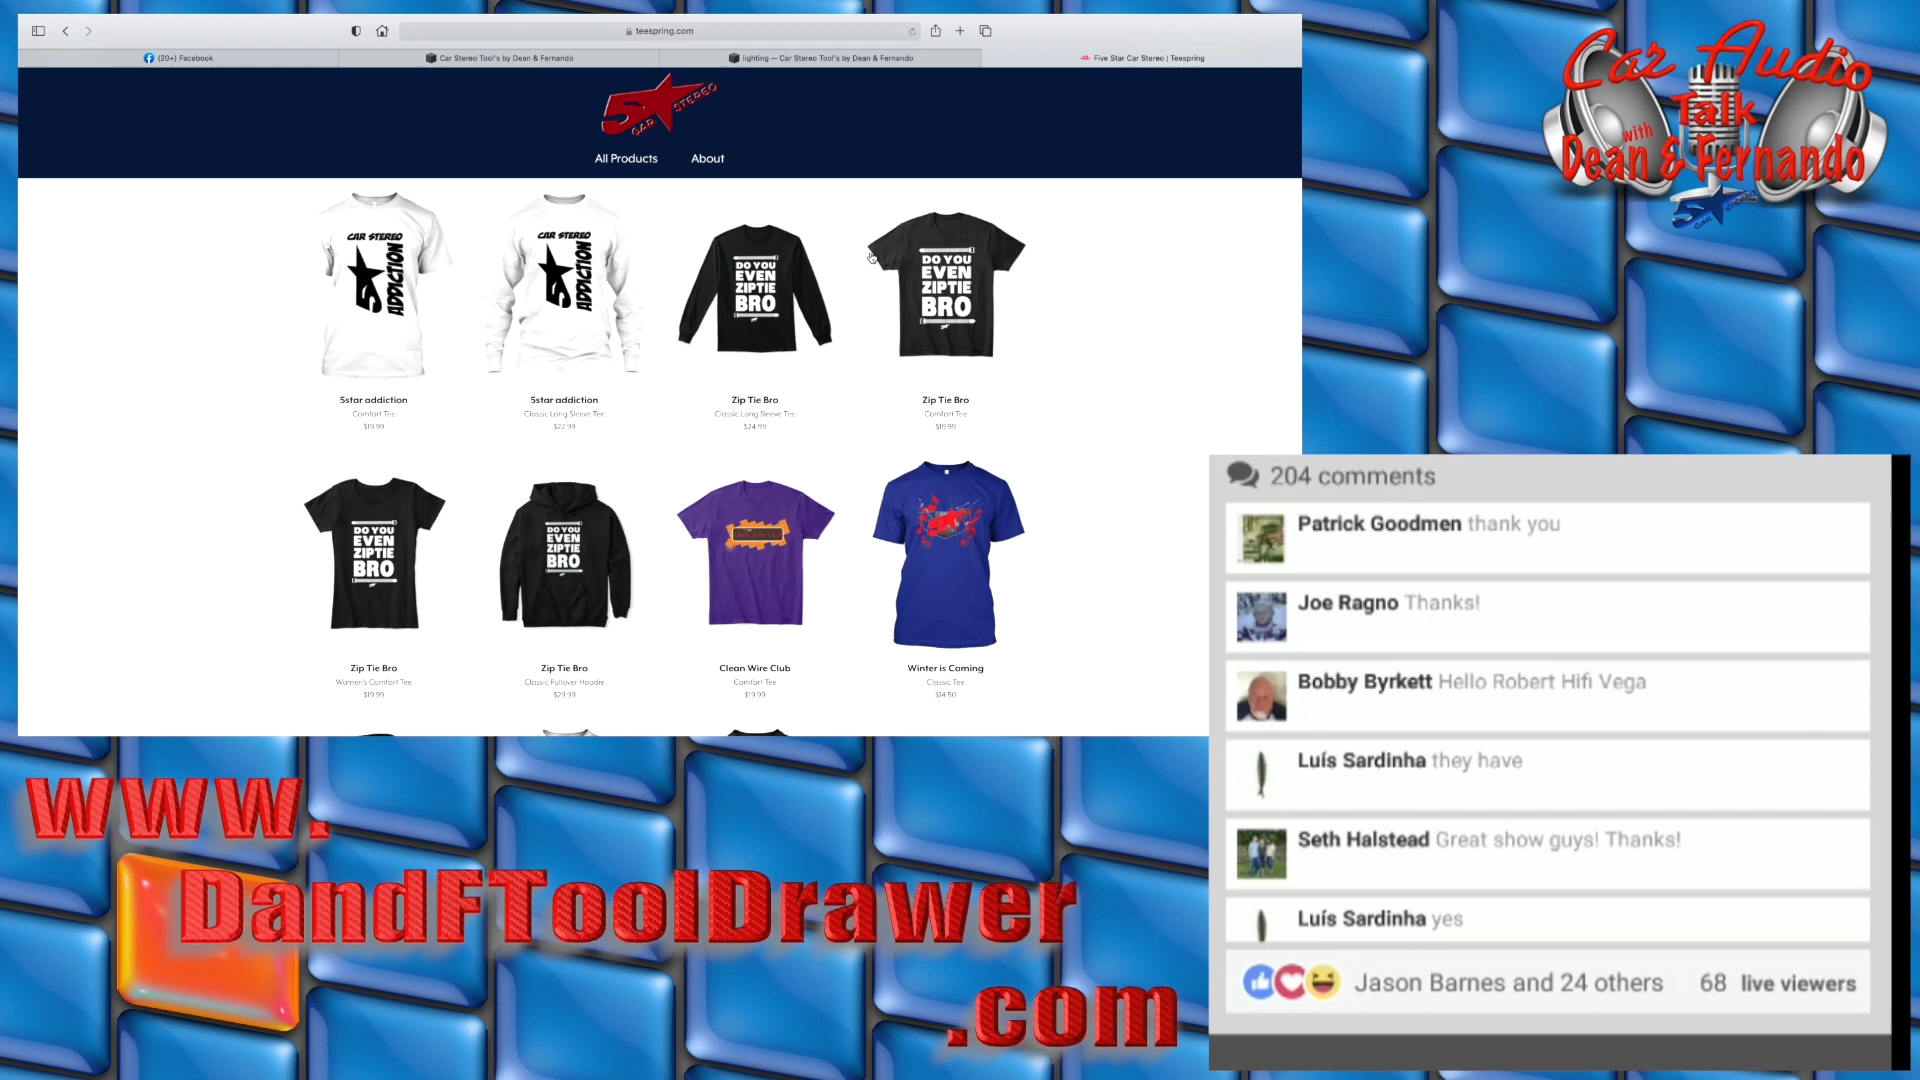 teespring.com
(20+) Facebook
Car Stereo Tool's by Dean & Fernando
lighting — Car Stereo Tool's by Dean & Fernando
Five Star Car Stereo | Teespring
5 CAR STEREO
All Products
About
CAR STEREO
5 ADDICTION
CAR STEREO
5 ADDICTION
DO YOU
EVEN
ZIPTIE
BRO
DO YOU
EVEN
ZIPTIE
BRO
5star addiction
Comfort Tee
$19.99
5star addiction
Classic Long Sleeve Tee
$22.99
Zip Tie Bro
Classic Long Sleeve Tee
$24.99
Zip Tie Bro
Comfort Tee
$19.99
DO YOU
EVEN
ZIPTIE
BRO
DO YOU
EVEN
ZIPTIE
BRO
Zip Tie Bro
Women's Comfort Tee
$19.99
Zip Tie Bro
Classic Pullover Hoodie
$29.99
Clean Wire Club
Comfort Tee
$19.99
Winter is Coming
Classic Tee
$14.50
Car Audio
Talk
with
Dean & Fernando
5 CAR STEREO
204 comments
Patrick Goodmen thank you
Joe Ragno Thanks!
Bobby Byrkett Hello Robert Hifi Vega
Luís Sardinha they have
Seth Halstead Great show guys! Thanks!
Luís Sardinha yes
Jason Barnes and 24 others
68 live viewers
www.
DandFToolDrawer
.com